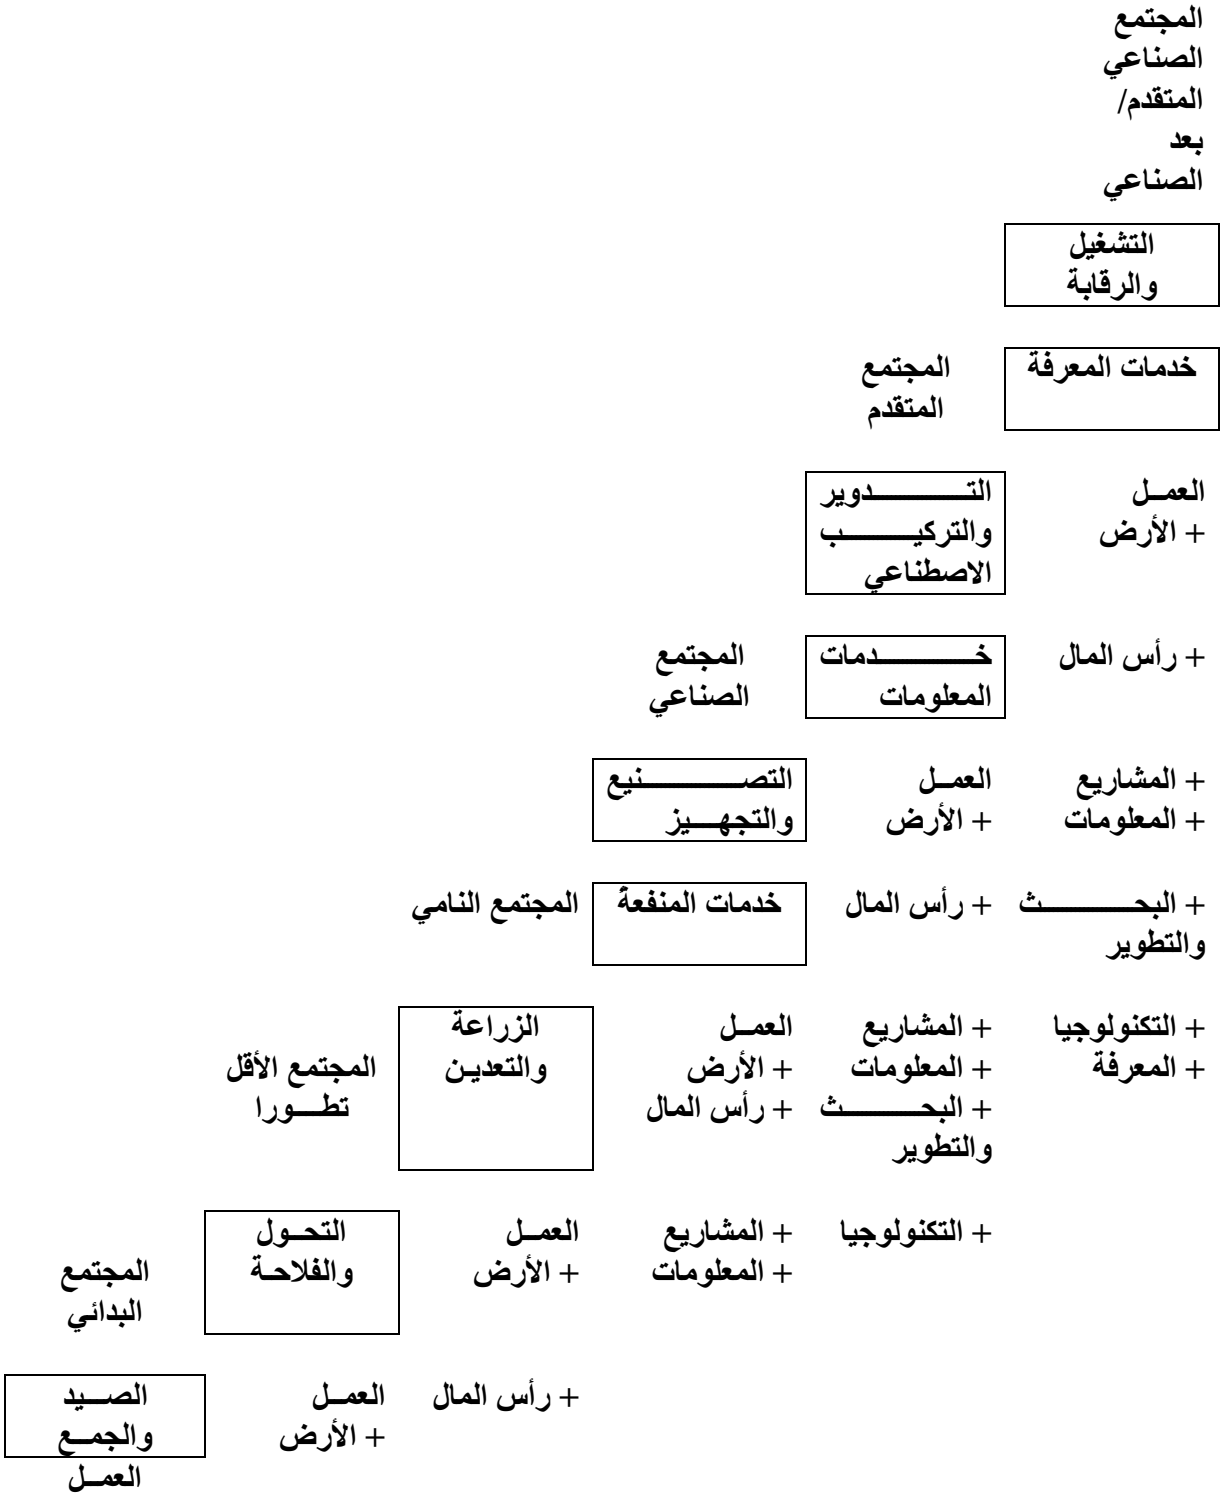 المجتمع
الصناعي
المتقدم/
بعد
الصناعي
التشغيل
والرقابة
خدمات المعرفة
المجتمع
المتقدم
العمل
+ الأرض
التدوير
والتركيب
الاصطناعي
+ رأس المال
خدمات
المعلومات
المجتمع
الصناعي
+ المشاريع
+ المعلومات
العمل
+ الأرض
التصنيع
والتجهيز
+ البحث
والتطوير
+ رأس المال
خدمات المنفعة
المجتمع النامي
+ التكنولوجيا
+ المعرفة
+ المشاريع
+ المعلومات
+ البحث
والتطوير
العمل
+ الأرض
+ رأس المال
الزراعة
والتعدين
المجتمع الأقل
تطورا
+ التكنولوجيا
+ المشاريع
+ المعلومات
العمل
+ الأرض
التحول
والفلاحة
المجتمع
البدائي
+ رأس المال
العمل
+ الأرض
الصيد
والجمع
العمل